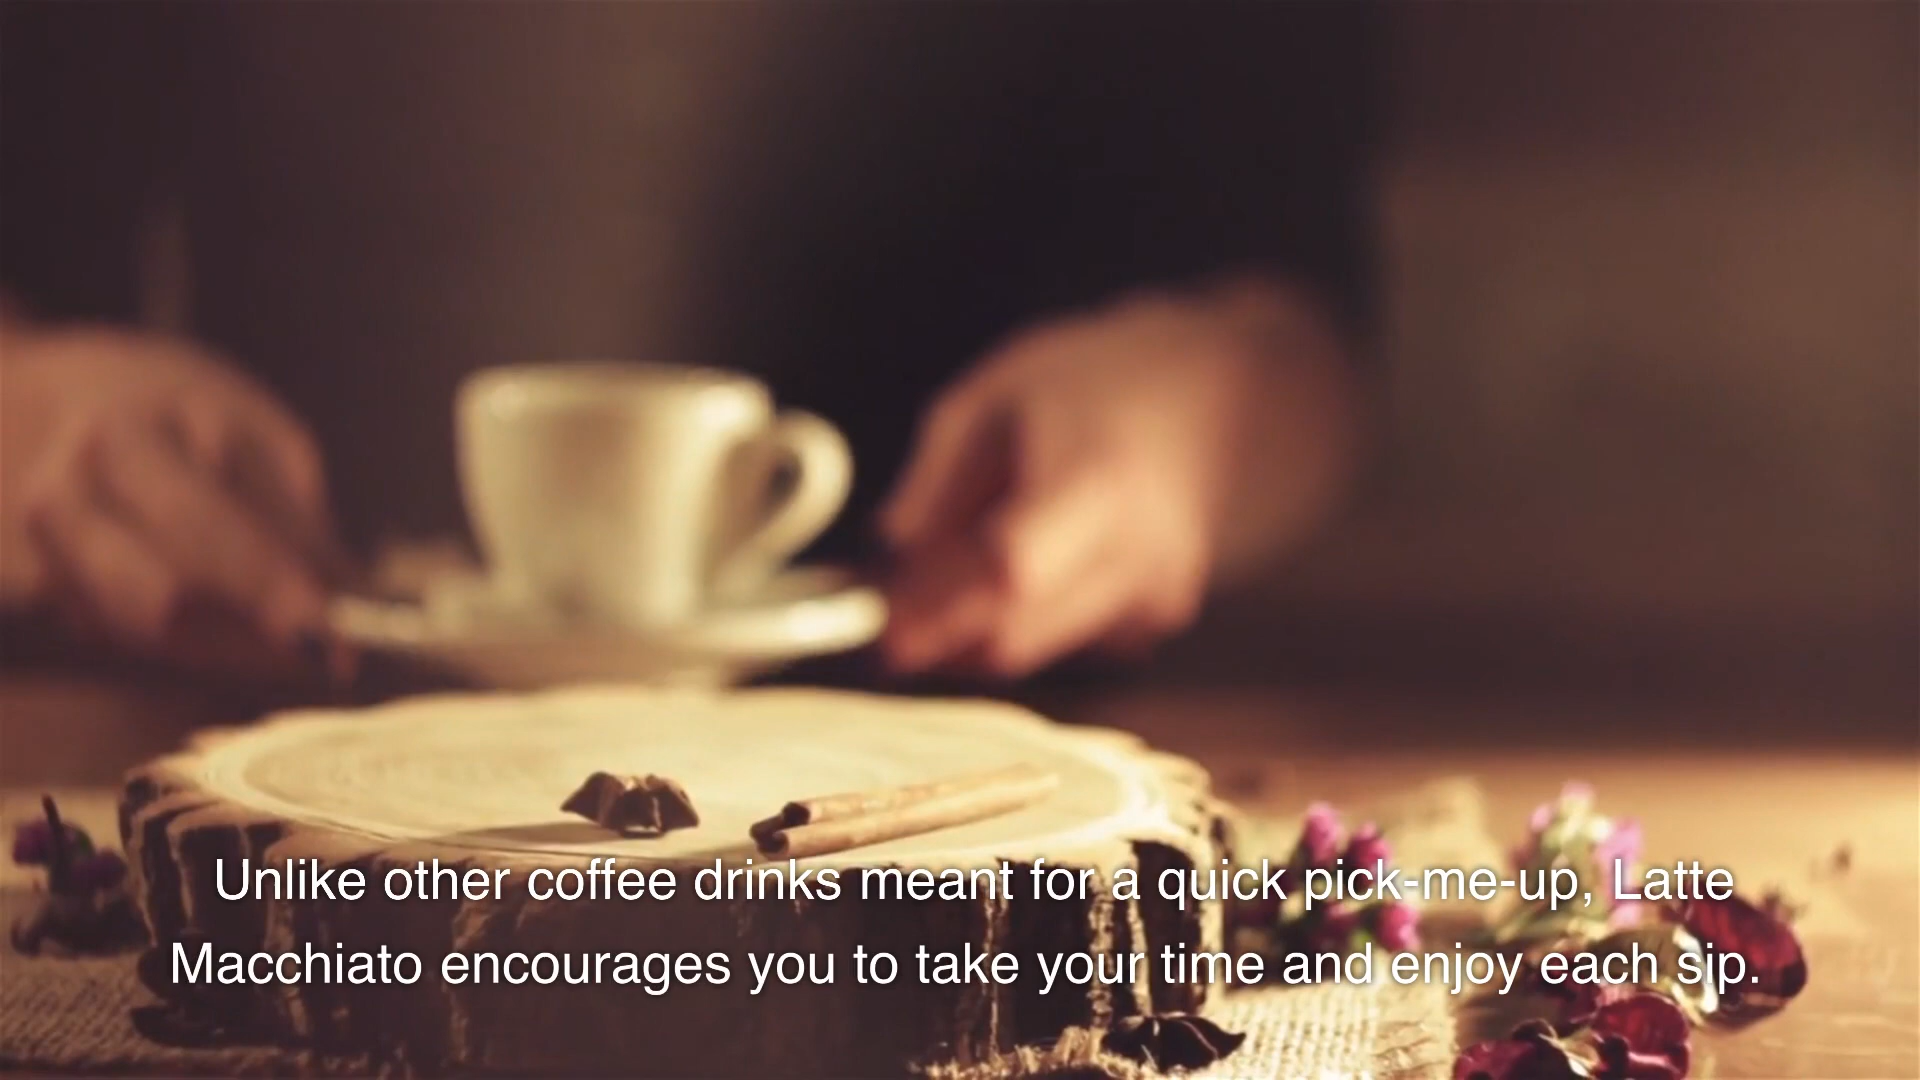 Unlike other coffee drinks meant for a quick pick-me-up, Latte
Macchiato encourages you to take your time and enjoy each sip.